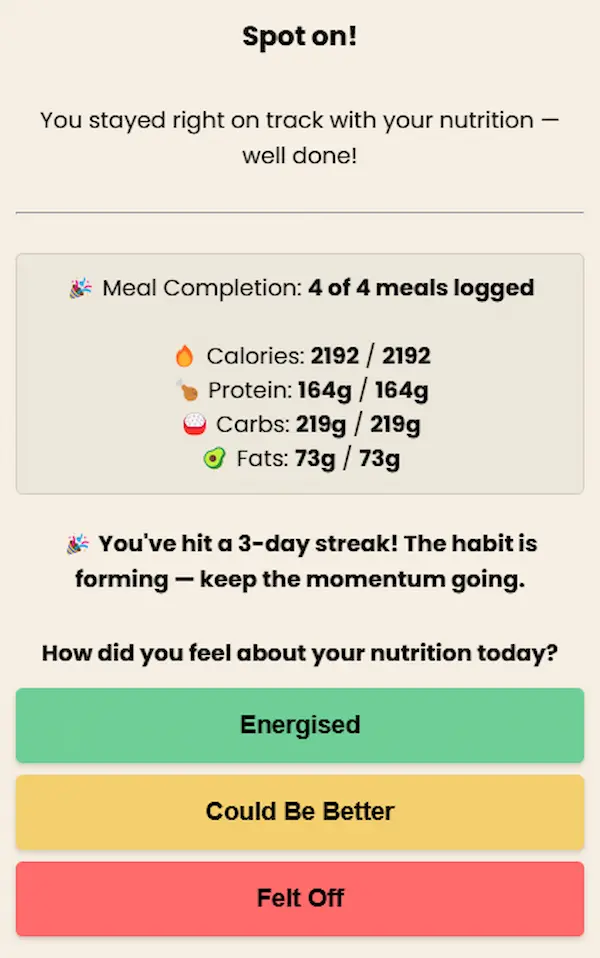 Spot on!
You stayed right on track with your nutrition —
well done!
🎉 Meal Completion: 4 of 4 meals logged
🔥 Calories: 2192 / 2192
🍗 Protein: 164g / 164g
🍚 Carbs: 219g / 219g
🥑 Fats: 73g / 73g
🎉 You've hit a 3-day streak! The habit is
forming — keep the momentum going.
How did you feel about your nutrition today?
Energised
Could Be Better
Felt Off